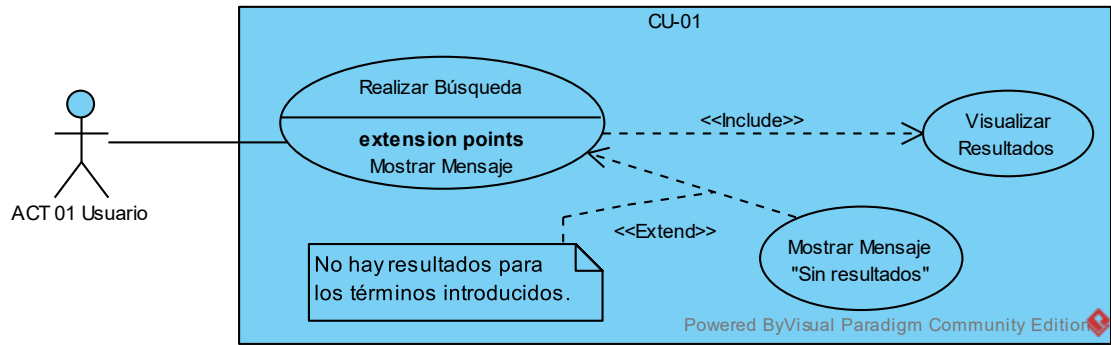 CU-01
Realizar Búsqueda
extension points
Mostrar Mensaje
<<Include>>
Visualizar
Resultados
ACT 01 Usuario
<<Extend>>
Mostrar Mensaje
"Sin resultados"
No hay resultados para
los términos introducidos.
Powered ByVisual Paradigm Community Edition